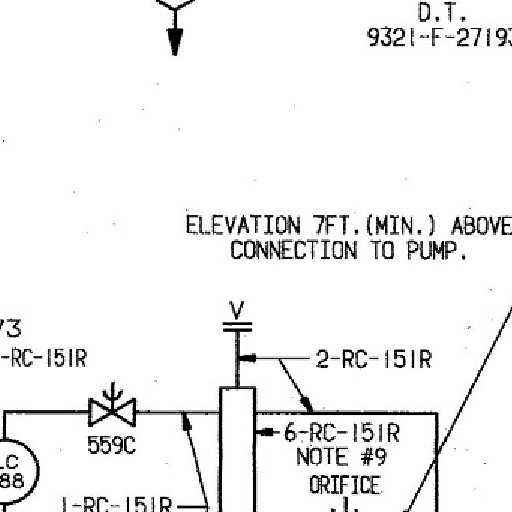 D.T.
9321-F-27193
ELEVATION 7FT.(MIN.) ABOVE
CONNECTION TO PUMP.
V
73
-RC-151R
2-RC-151R
559C
6-RC-151R
NOTE #9
LC
88
ORIFICE
1-RC-151R